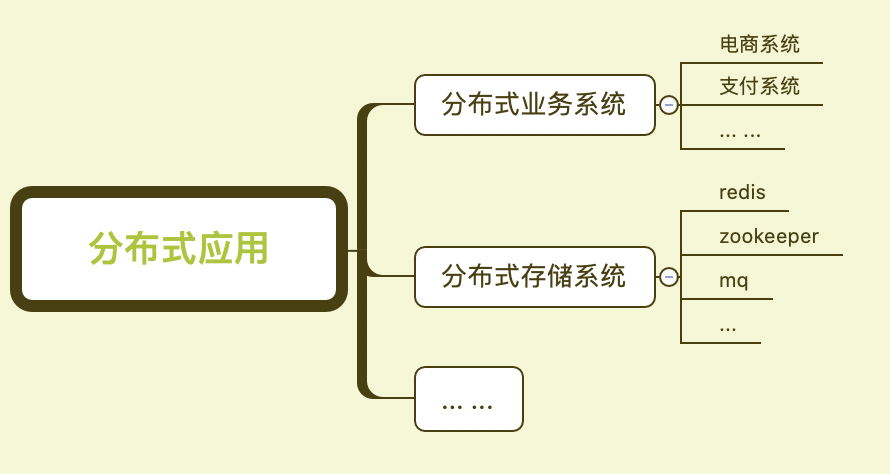 分布式应用
分布式业务系统
电商系统
支付系统
... ...
分布式存储系统
redis
zookeeper
mq
...
... ...